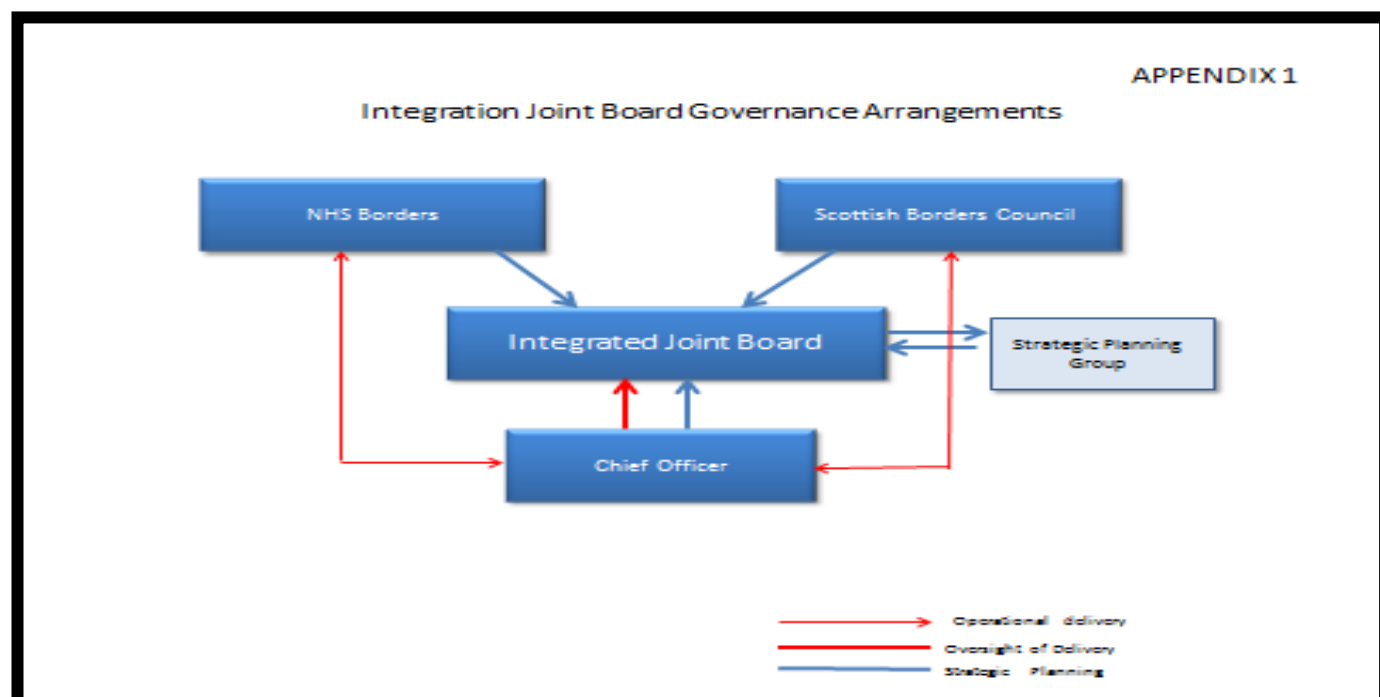 APPENDIX 1
Integration Joint Board Governance Arrangements
NHS Borders
Scottish Borders Council
Integrated Joint Board
Strategic Planning
Group
Chief Officer
Operational delivery
Oversight of Delivery
Strategic Planning